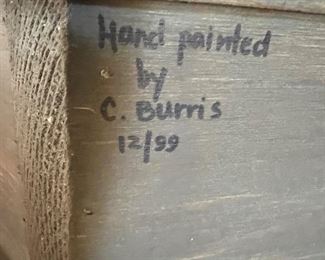 Hand painted
by
C. Burris
12/99